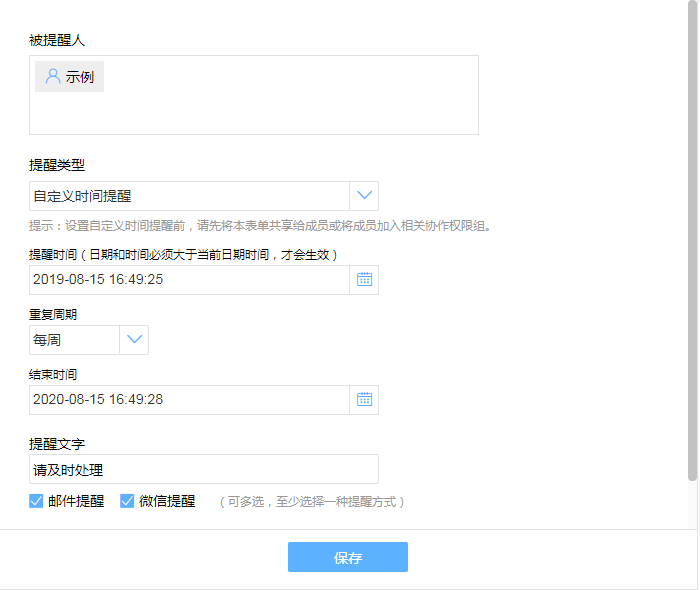 被提醒人
示例
提醒类型
自定义时间提醒
提示：设置自定义时间提醒前，请先将本表单共享给成员或将成员加入相关协作权限组。
提醒时间（日期和时间必须大于当前日期时间，才会生效）
2019-08-15 16:49:25
重复周期
每周
结束时间
2020-08-15 16:49:28
提醒文字
请及时处理
邮件提醒 微信提醒 （可多选，至少选择一种提醒方式）
保存